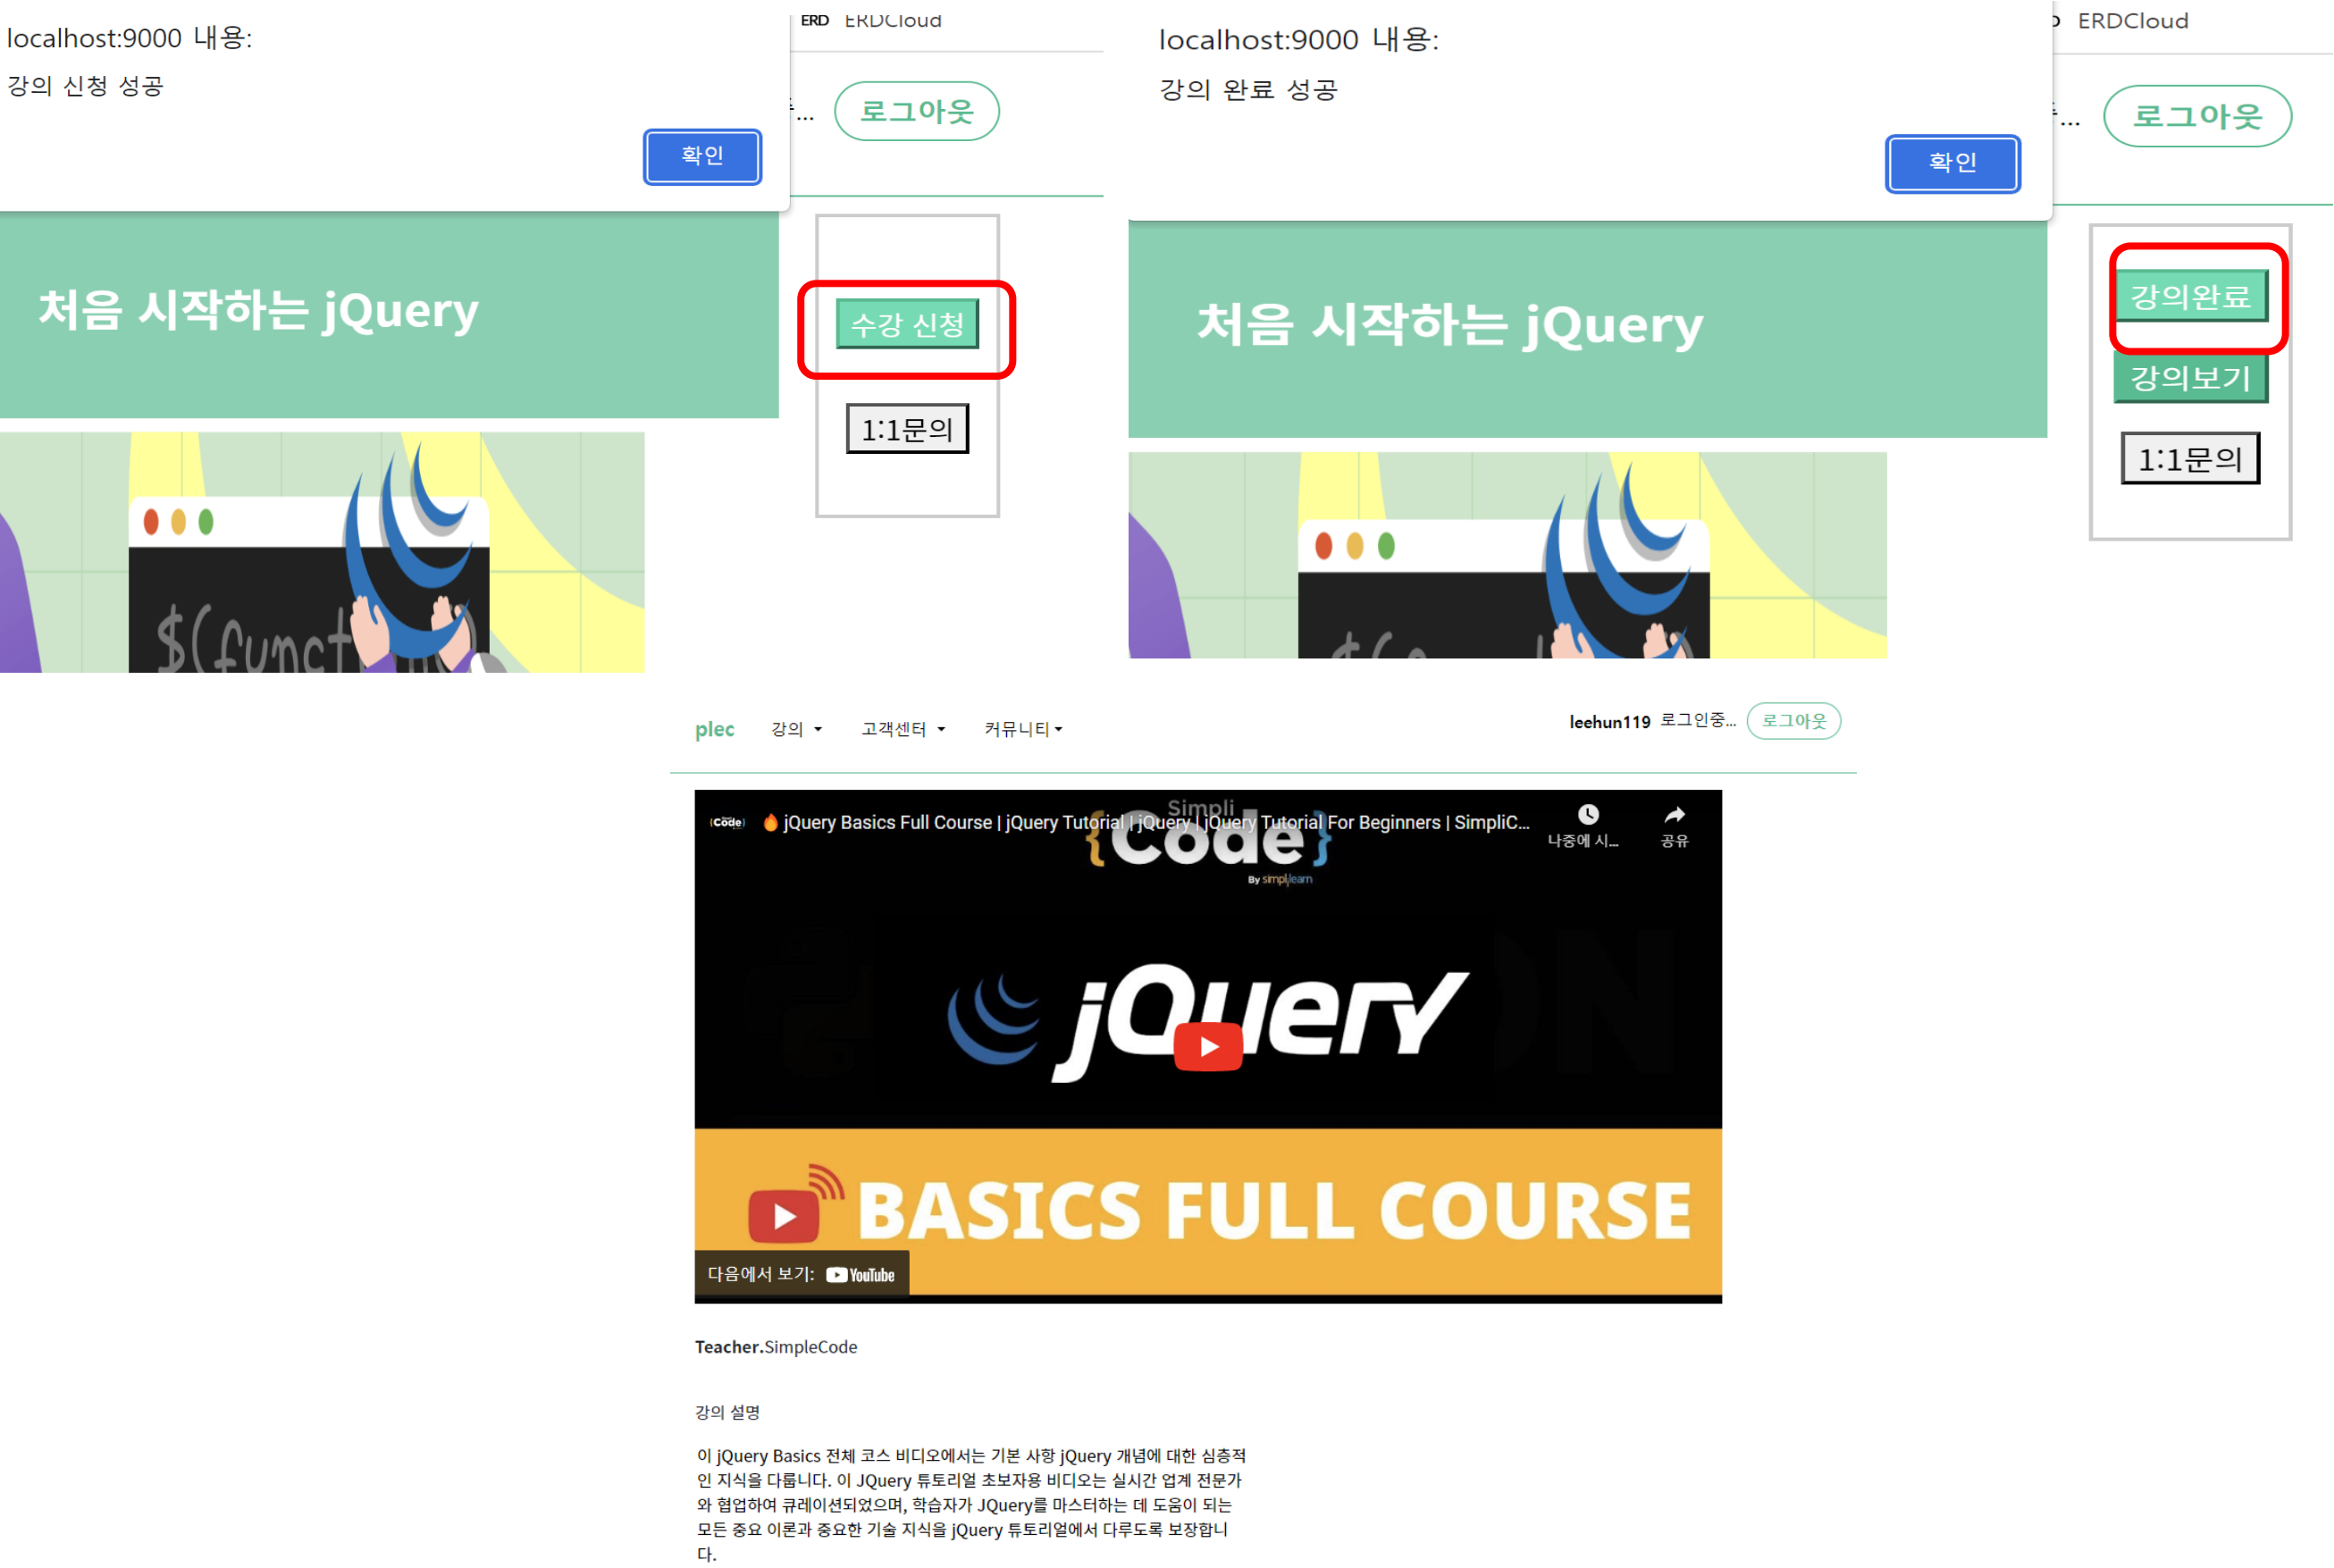 localhost:9000 내용:
강의 신청 성공
확인
ERD ERDCloud
로그아웃
처음 시작하는 jQuery
수강 신청
1:1문의
$(funct
localhost:9000 내용:
강의 완료 성공
확인
ERDCloud
로그아웃
처음 시작하는 jQuery
강의완료
강의보기
1:1문의
plec 강의 고객센터 커뮤니티
leehun119 로그인중... 로그아웃
{Code} 🔥 jQuery Basics Full Course | jQuery Tutorial | jQuery | jQuery Tutorial For Beginners | SimpliC...
나중에 시... 공유
Simpli
{Code}
By simplilearn
jQuery
BASICS FULL COURSE
다음에서 보기: YouTube
Teacher.SimpleCode
강의 설명
이 jQuery Basics 전체 코스 비디오에서는 기본 사항 jQuery 개념에 대한 심층적
인 지식을 다룹니다. 이 JQuery 튜토리얼 초보자용 비디오는 실시간 업계 전문가
와 협업하여 큐레이션되었으며, 학습자가 JQuery를 마스터하는 데 도움이 되는
모든 중요 이론과 중요한 기술 지식을 jQuery 튜토리얼에서 다루도록 보장합니
다.